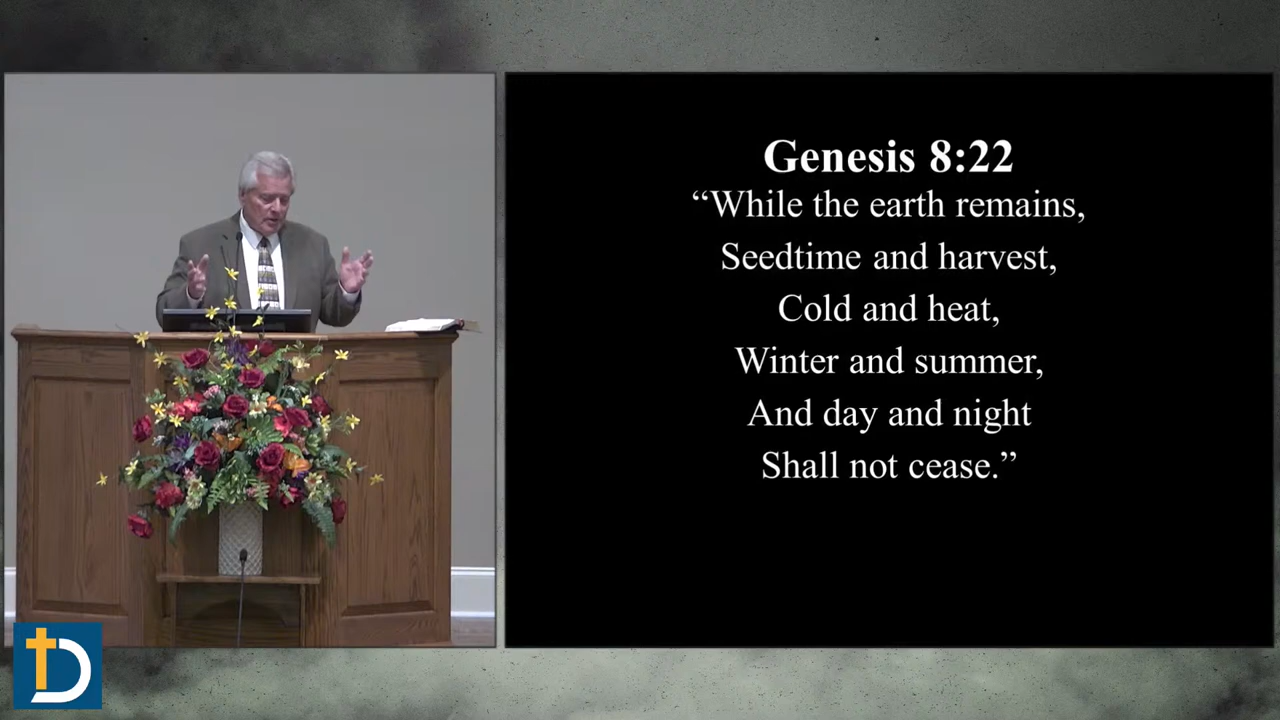 Genesis 8:22
“While the earth remains,
Seedtime and harvest,
Cold and heat,
Winter and summer,
And day and night
Shall not cease.”